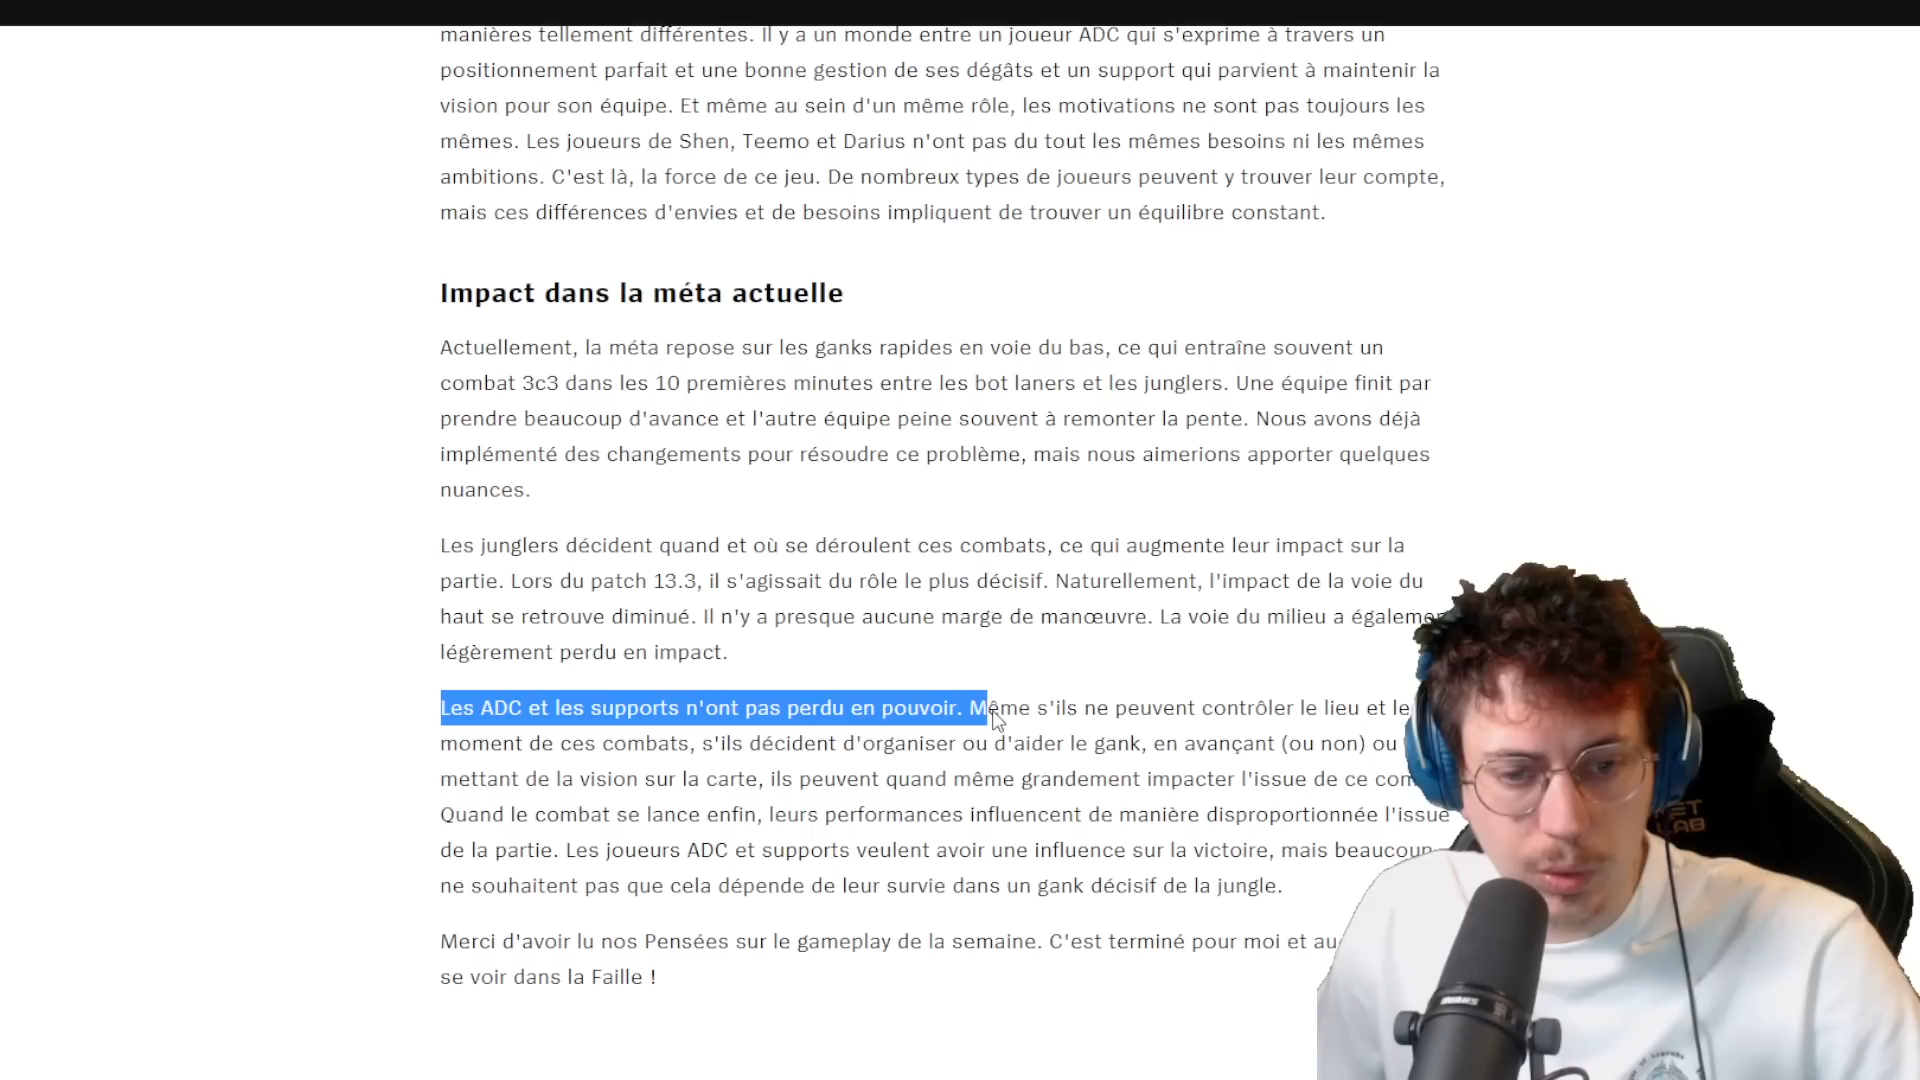 manières tellement différentes. Il y a un monde entre un joueur ADC qui s'exprime à travers un
positionnement parfait et une bonne gestion de ses dégâts et un support qui parvient à maintenir la
vision pour son équipe. Et même au sein d'un même rôle, les motivations ne sont pas toujours les
mêmes. Les joueurs de Shen, Teemo et Darius n'ont pas du tout les mêmes besoins ni les mêmes
ambitions. C'est là, la force de ce jeu. De nombreux types de joueurs peuvent y trouver leur compte,
mais ces différences d'envies et de besoins impliquent de trouver un équilibre constant.
Impact dans la méta actuelle
Actuellement, la méta repose sur les ganks rapides en voie du bas, ce qui entraîne souvent un
combat 3c3 dans les 10 premières minutes entre les bot laners et les junglers. Une équipe finit par
prendre beaucoup d'avance et l'autre équipe peine souvent à remonter la pente. Nous avons déjà
implémenté des changements pour résoudre ce problème, mais nous aimerions apporter quelques
nuances.
Les junglers décident quand et où se déroulent ces combats, ce qui augmente leur impact sur la
partie. Lors du patch 13.3, il s'agissait du rôle le plus décisif. Naturellement, l'impact de la voie du
haut se retrouve diminué. Il n'y a presque aucune marge de manœuvre. La voie du milieu a égalemen
légèrement perdu en impact.
Les ADC et les supports n'ont pas perdu en pouvoir. Même s'ils ne peuvent contrôler le lieu et le
moment de ces combats, s'ils décident d'organiser ou d'aider le gank, en avançant (ou non) ou
mettant de la vision sur la carte, ils peuvent quand même grandement impacter l'issue de ce com
Quand le combat se lance enfin, leurs performances influencent de manière disproportionnée l'issue
de la partie. Les joueurs ADC et supports veulent avoir une influence sur la victoire, mais beaucoup
ne souhaitent pas que cela dépende de leur survie dans un gank décisif de la jungle.
Merci d'avoir lu nos Pensées sur le gameplay de la semaine. C'est terminé pour moi et au
se voir dans la Faille !